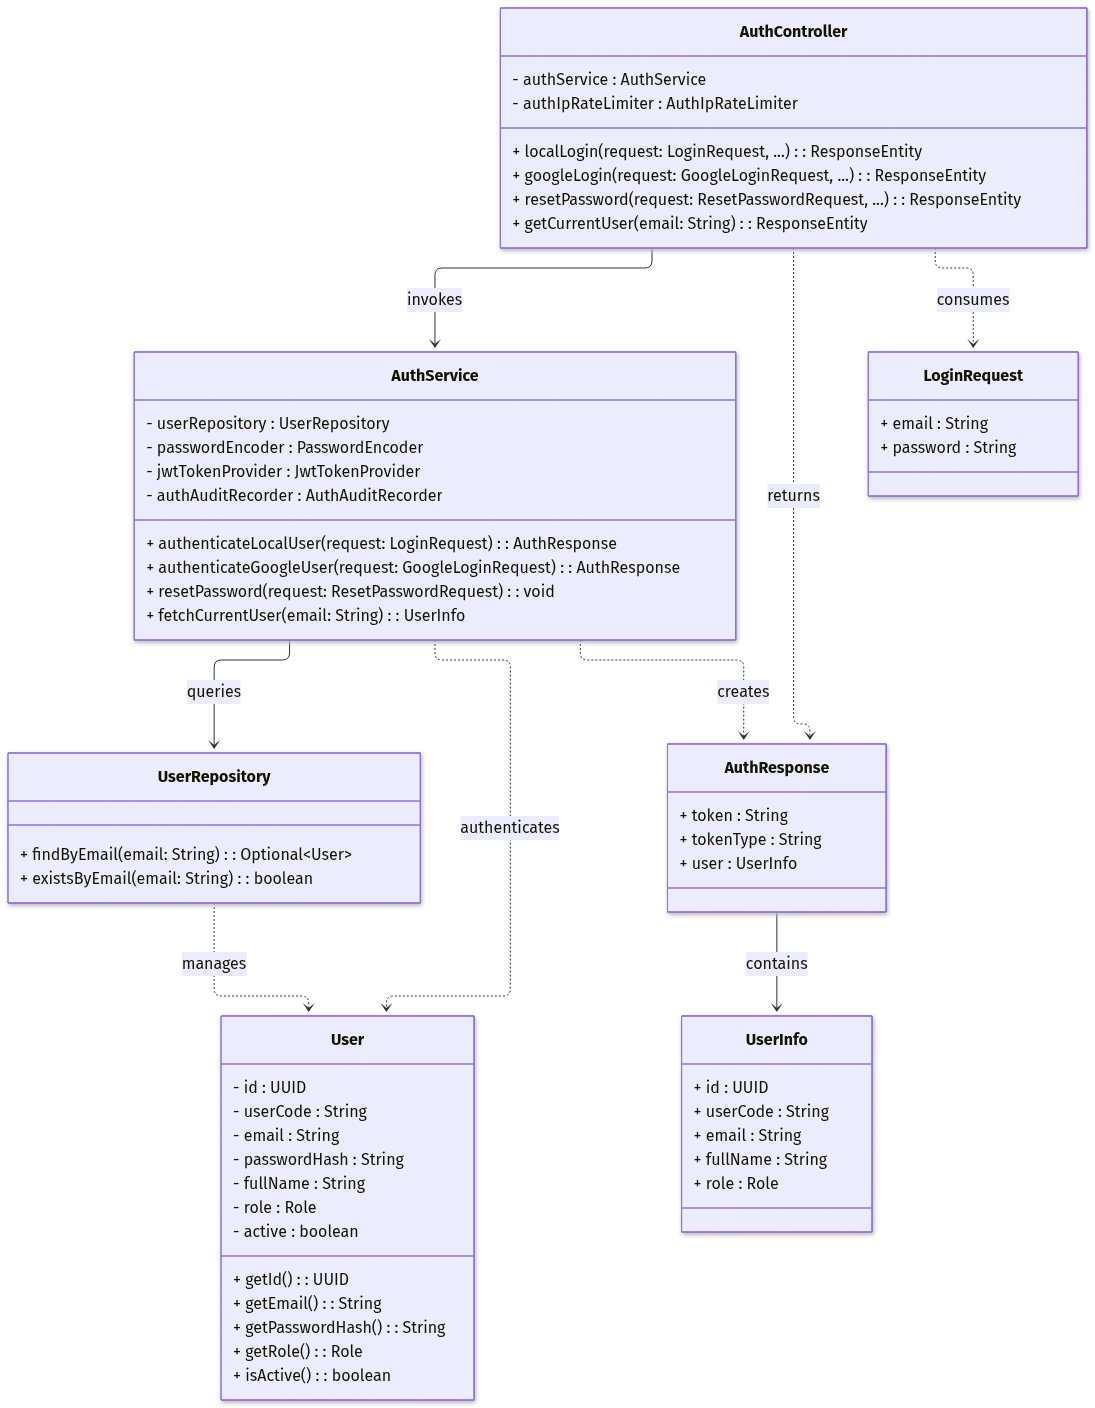 AuthController
- authService : AuthService
- authIpRateLimiter : AuthIpRateLimiter
+ localLogin(request: LoginRequest, ...) : : ResponseEntity
+ googleLogin(request: GoogleLoginRequest, ...) : : ResponseEntity
+ resetPassword(request: ResetPasswordRequest, ...) : : ResponseEntity
+ getCurrentUser(email: String) : : ResponseEntity
invokes
consumes
AuthService
- userRepository : UserRepository
- passwordEncoder : PasswordEncoder
- jwtTokenProvider : JwtTokenProvider
- authAuditRecorder : AuthAuditRecorder
+ authenticateLocalUser(request: LoginRequest) : : AuthResponse
+ authenticateGoogleUser(request: GoogleLoginRequest) : : AuthResponse
+ resetPassword(request: ResetPasswordRequest) : : void
+ fetchCurrentUser(email: String) : : UserInfo
LoginRequest
+ email : String
+ password : String
returns
queries
creates
UserRepository
+ findByEmail(email: String) : : Optional<User>
+ existsByEmail(email: String) : : boolean
authenticates
AuthResponse
+ token : String
+ tokenType : String
+ user : UserInfo
manages
contains
User
- id : UUID
- userCode : String
- email : String
- passwordHash : String
- fullName : String
- role : Role
- active : boolean
+ getId() : : UUID
+ getEmail() : : String
+ getPasswordHash() : : String
+ getRole() : : Role
+ isActive() : : boolean
UserInfo
+ id : UUID
+ userCode : String
+ email : String
+ fullName : String
+ role : Role